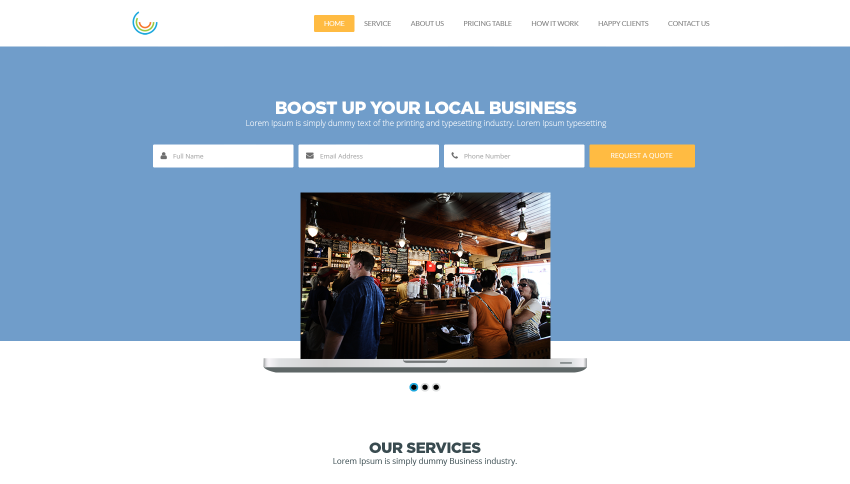 HOME SERVICE ABOUT US PRICING TABLE HOW IT WORK HAPPY CLIENTS CONTACT US
BOOST UP YOUR LOCAL BUSINESS
Lorem Ipsum is simply dummy text of the printing and typesetting industry. Lorem Ipsum typesetting
Full Name Email Address Phone Number REQUEST A QUOTE
OUR SERVICES
Lorem Ipsum is simply dummy Business industry.